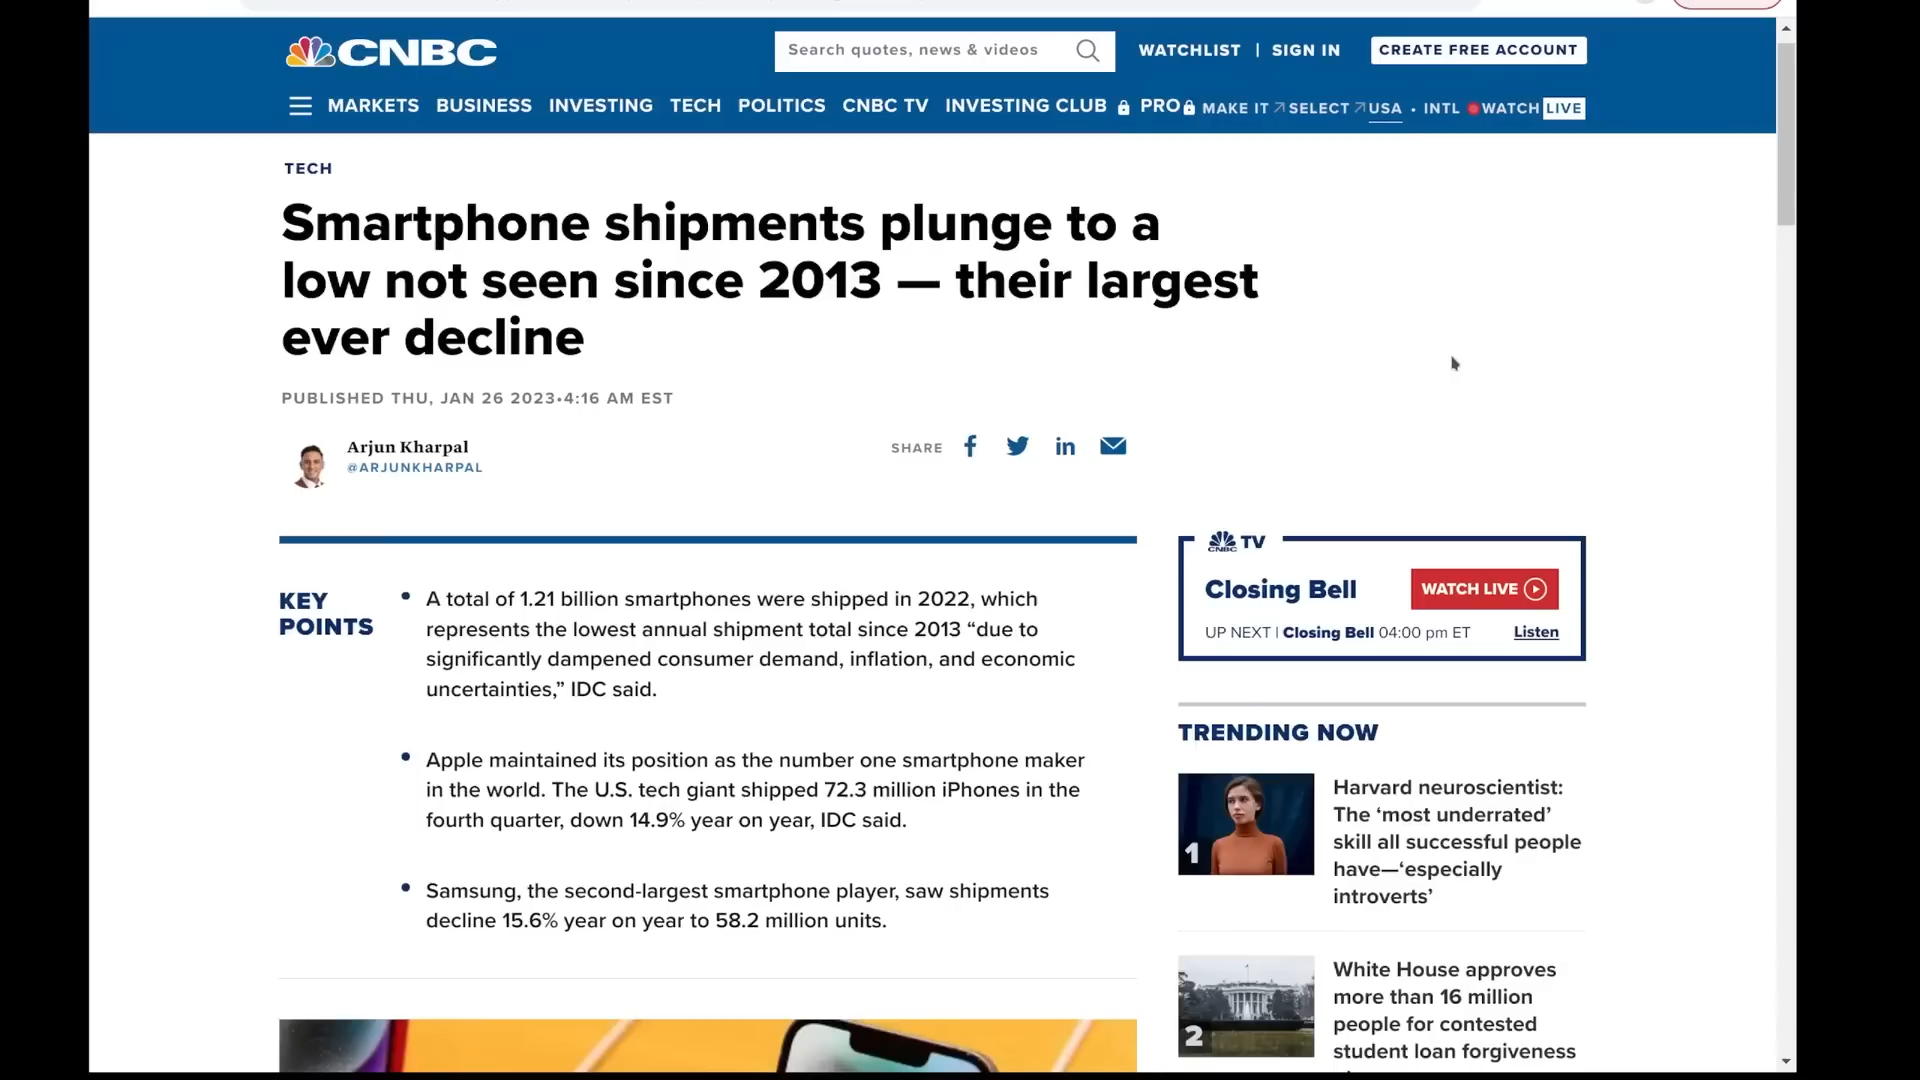 CNBC
Search quotes, news & videos
WATCHLIST | SIGN IN
CREATE FREE ACCOUNT
MARKETS BUSINESS INVESTING TECH POLITICS CNBC TV INVESTING CLUB PRO MAKE IT SELECT USA • INTL WATCH LIVE
TECH
Smartphone shipments plunge to a
low not seen since 2013 — their largest
ever decline
PUBLISHED THU, JAN 26 2023•4:16 AM EST
Arjun Kharpal
@ARJUNKHARPAL
SHARE
KEY
POINTS
• A total of 1.21 billion smartphones were shipped in 2022, which
represents the lowest annual shipment total since 2013 “due to
significantly dampened consumer demand, inflation, and economic
uncertainties,” IDC said.
• Apple maintained its position as the number one smartphone maker
in the world. The U.S. tech giant shipped 72.3 million iPhones in the
fourth quarter, down 14.9% year on year, IDC said.
• Samsung, the second-largest smartphone player, saw shipments
decline 15.6% year on year to 58.2 million units.
CNBC TV
Closing Bell
WATCH LIVE
UP NEXT | Closing Bell 04:00 pm ET
Listen
TRENDING NOW
1
Harvard neuroscientist:
The ‘most underrated’
skill all successful people
have—‘especially
introverts’
2
White House approves
more than 16 million
people for contested
student loan forgiveness